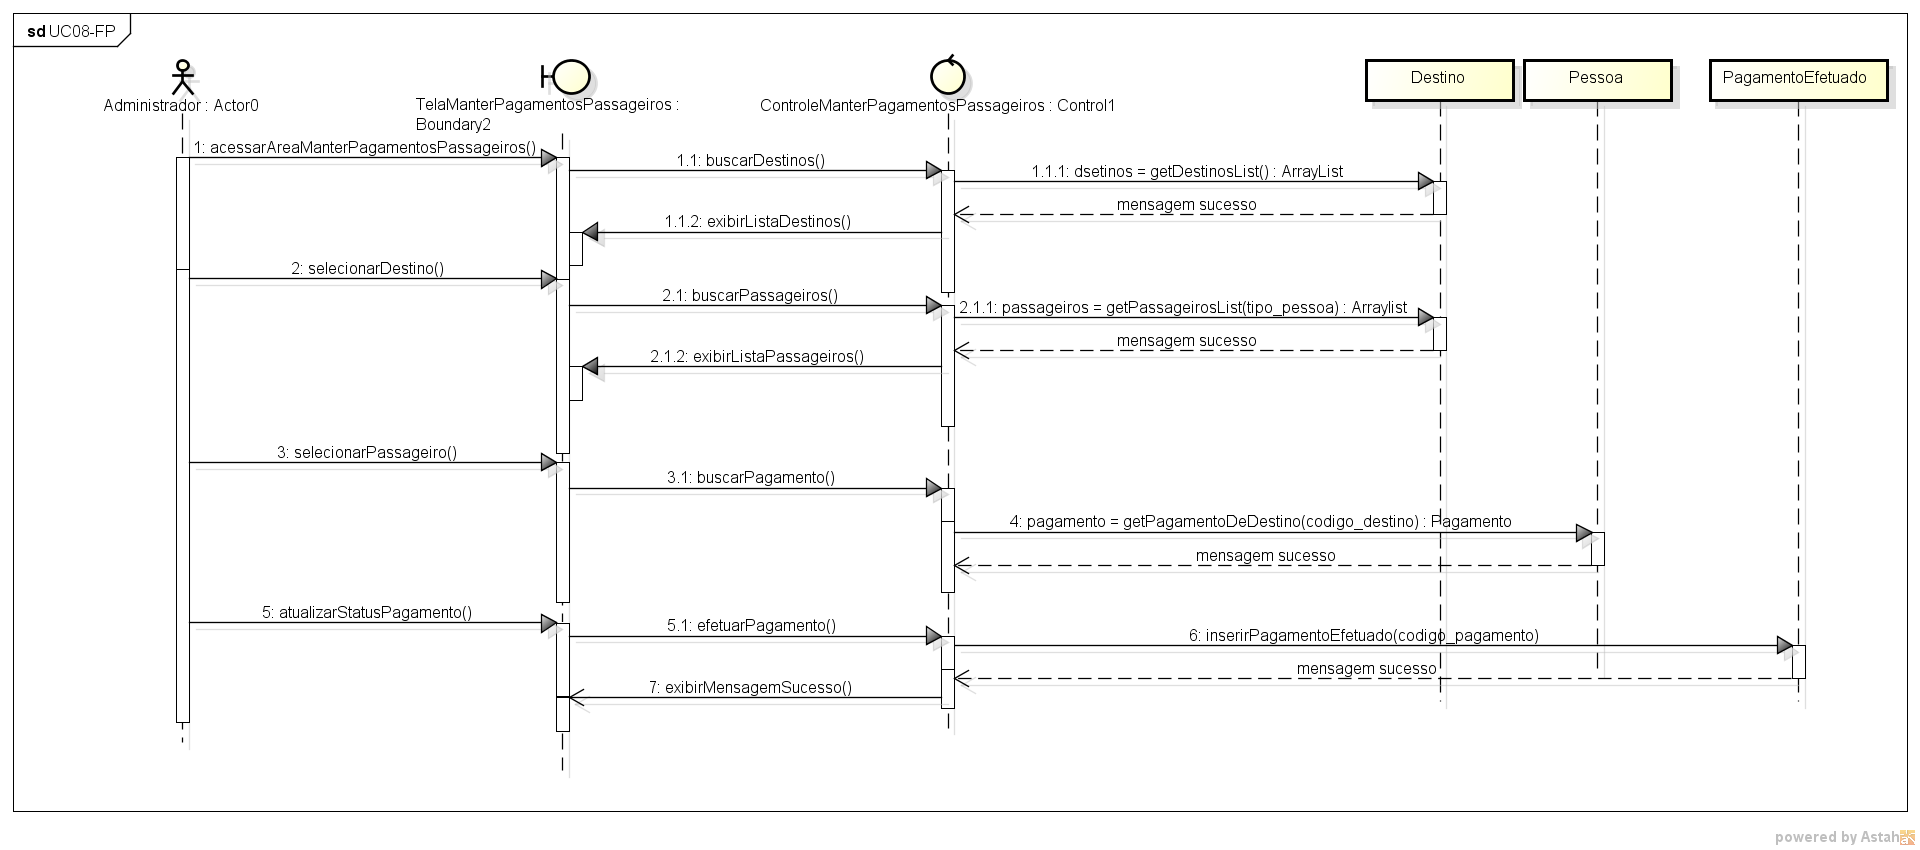 sd UC08-FP
Administrador : Actor0
TelaManterPagamentosPassageiros :
Boundary2
ControleManterPagamentosPassageiros : Control1
Destino
Pessoa
PagamentoEfetuado
1: acessarAreaManterPagamentosPassageiros()
1.1: buscarDestinos()
1.1.1: dsetinos = getDestinosList() : ArrayList
mensagem sucesso
1.1.2: exibirListaDestinos()
2: selecionarDestino()
2.1: buscarPassageiros()
2.1.1: passageiros = getPassageirosList(tipo_pessoa) : Arraylist
mensagem sucesso
2.1.2: exibirListaPassageiros()
3: selecionarPassageiro()
3.1: buscarPagamento()
4: pagamento = getPagamentoDeDestino(codigo_destino) : Pagamento
mensagem sucesso
5: atualizarStatusPagamento()
5.1: efetuarPagamento()
6: inserirPagamentoEfetuado(codigo_pagamento)
mensagem sucesso
7: exibirMensagemSucesso()
powered by Astah